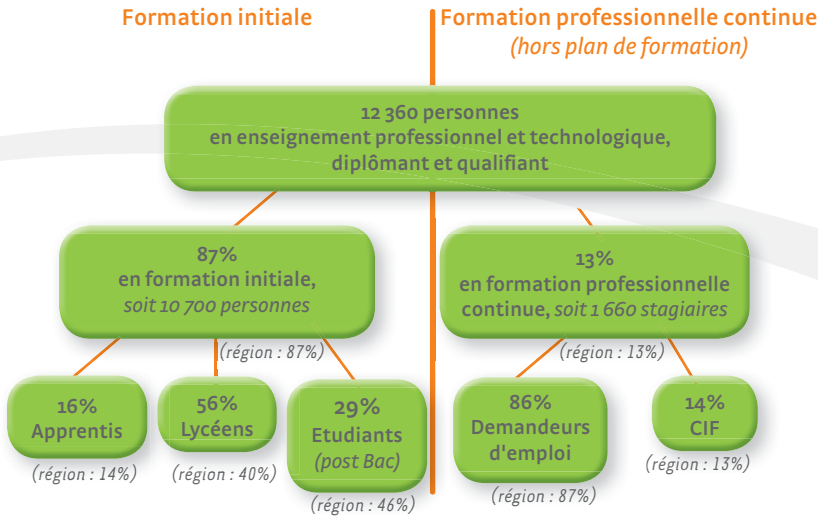 Formation initiale
Formation professionnelle continue
(hors plan de formation)
12 360 personnes
en enseignement professionnel et technologique,
diplômant et qualifiant
87%
en formation initiale,
soit 10 700 personnes
(région : 87%)
13%
en formation professionnelle
continue, soit 1 660 stagiaires
(région : 13%)
16%
Apprentis
(région : 14%)
56%
Lycéens
(région : 40%)
29%
Etudiants
(post Bac)
(région : 46%)
86%
Demandeurs
d'emploi
(région : 87%)
14%
CIF
(région : 13%)